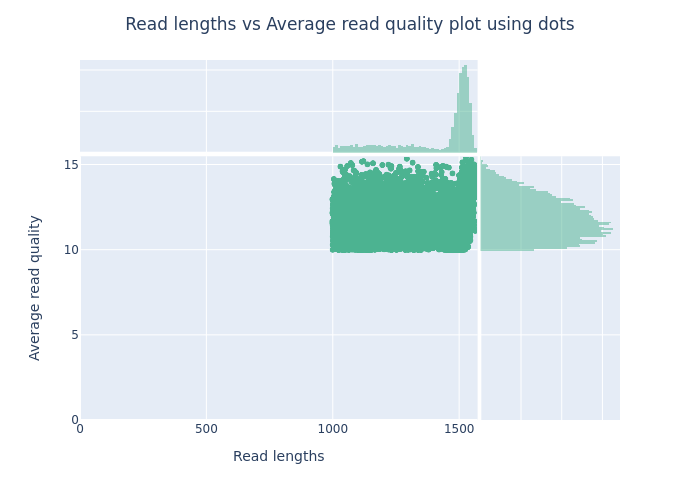 Read lengths vs Average read quality plot using dots
15
10
5
0
0 500 1000 1500
Average read quality
Read lengths